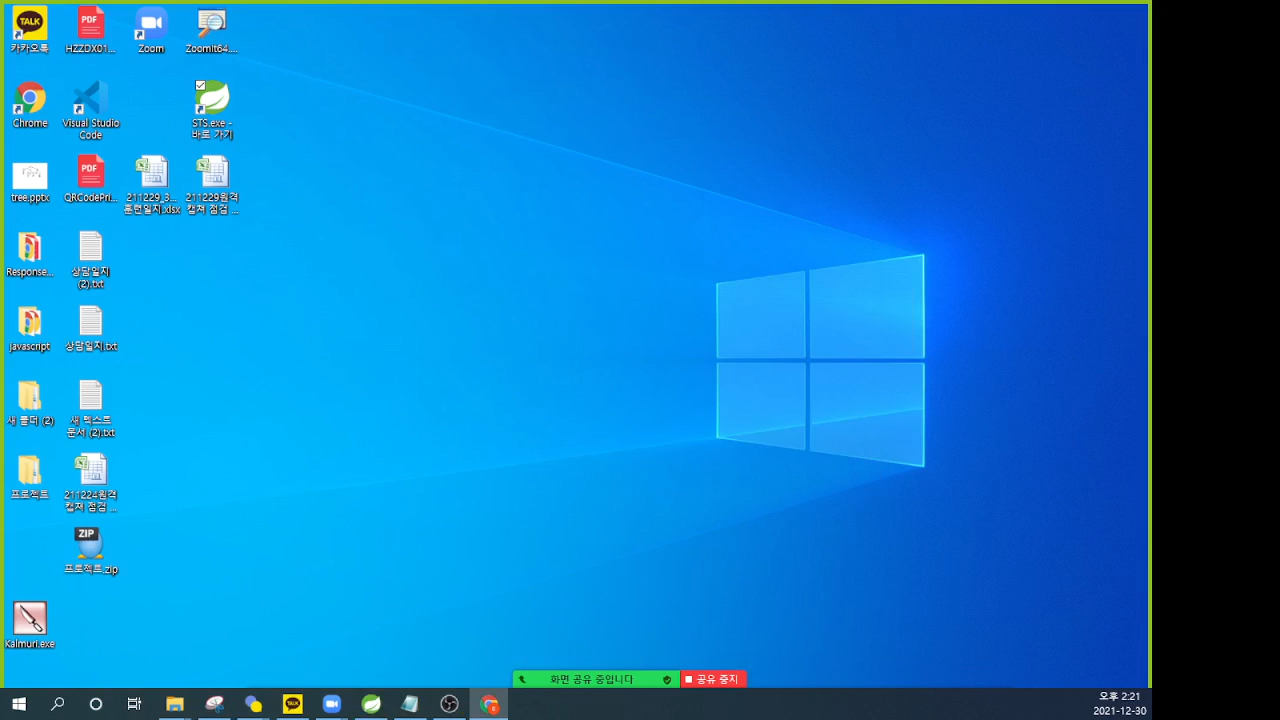 TALK
PDF
카카오톡
HZZDX01...
Zoom
ZoomIt64....
Chrome
Visual Studio
Code
STS.exe -
바로 가기
PDF
tree.pptx
QRCodePri...
211229_3...
훈련일지.xlsx
211229원격
캡쳐 점검 ...
Response...
상담일지
(2).txt
javascript
상담일지.txt
새 폴더 (2)
새 텍스트
문서 (2).txt
프로젝트
211224원격
캡쳐 점검 ...
ZIP
프로젝트.zip
Kalmuri.exe
화면 공유 중입니다
공유 중지
TALK
오후 2:21
2021-12-30